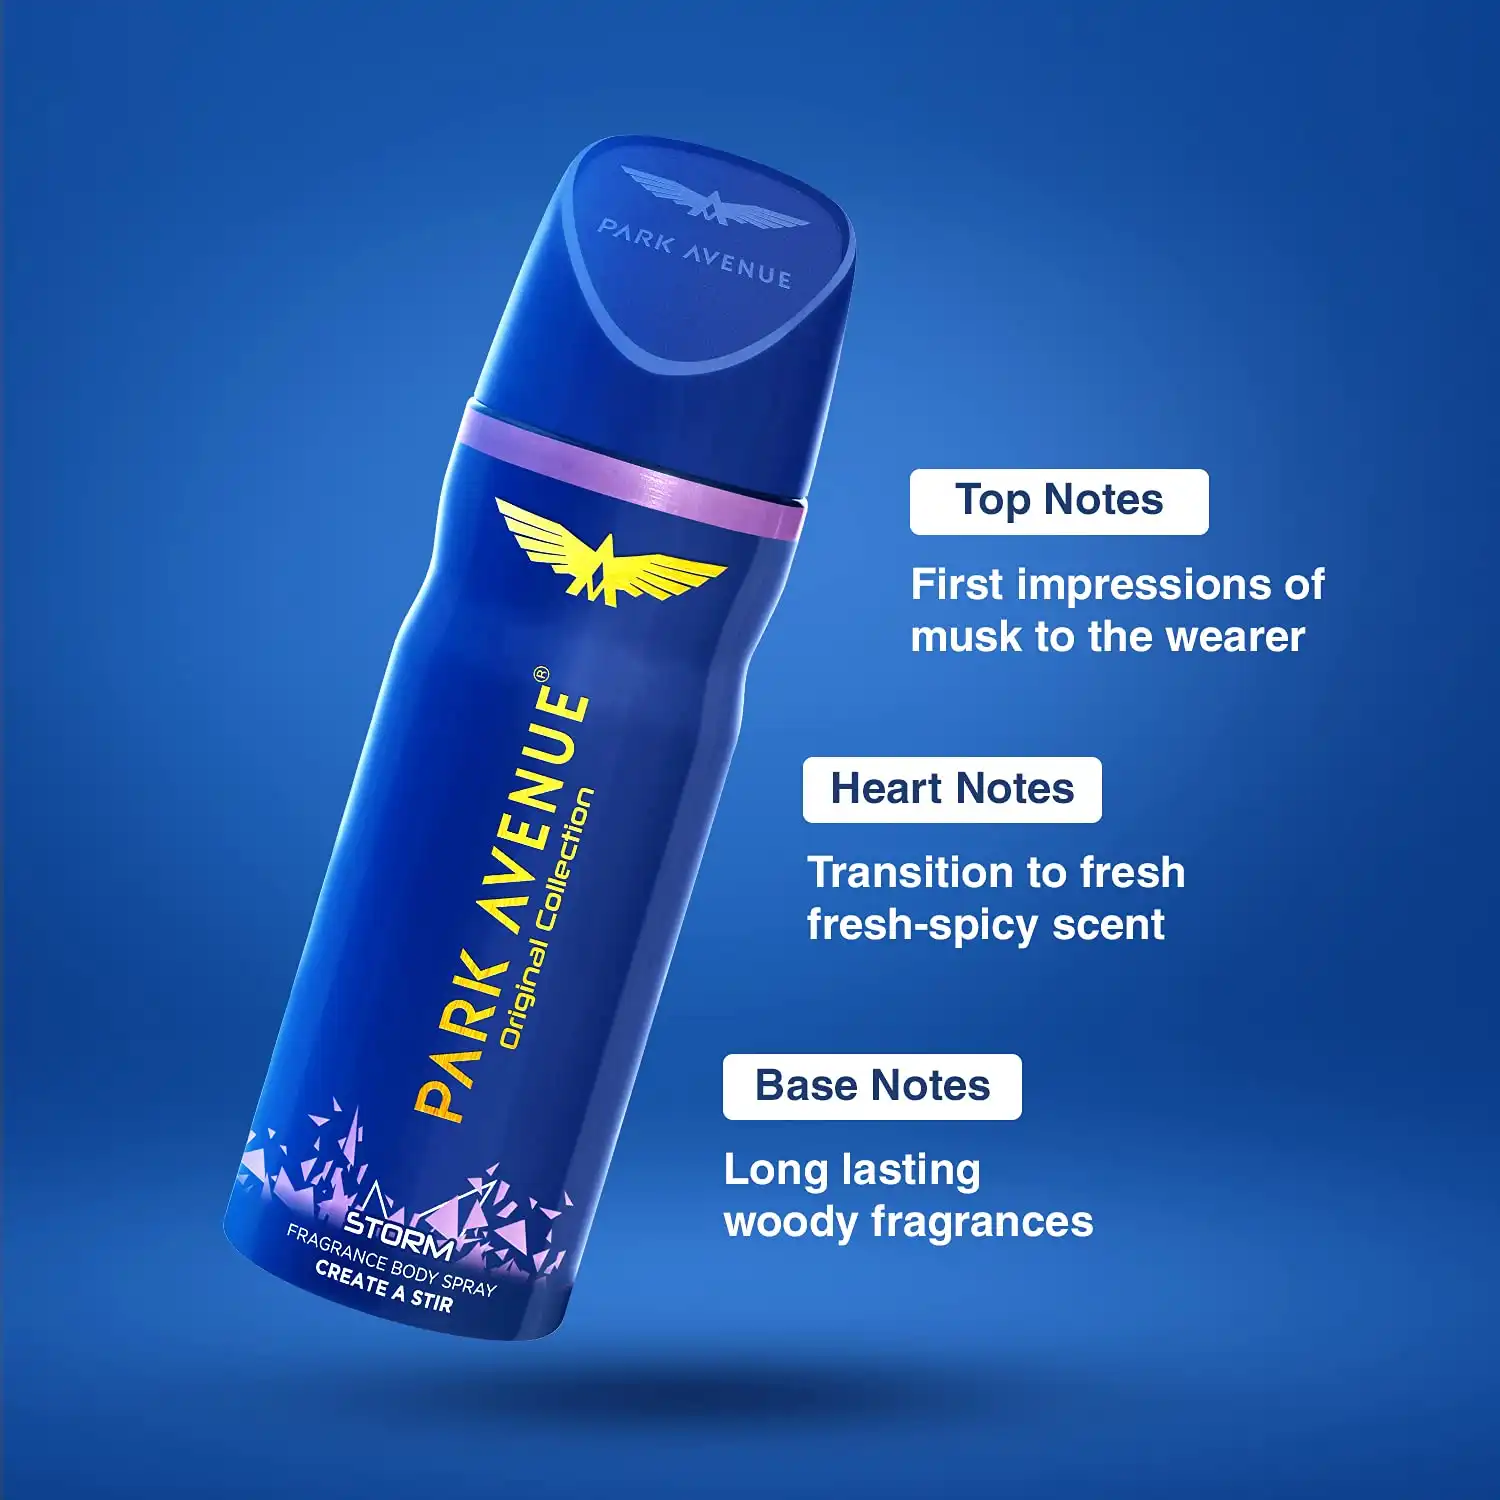 PARK AVENUE
PARK AVENUE®
Original Collection
STORM
FRAGRANCE BODY SPRAY
CREATE A STIR
Top Notes
First impressions of
musk to the wearer
Heart Notes
Transition to fresh
fresh-spicy scent
Base Notes
Long lasting
woody fragrances